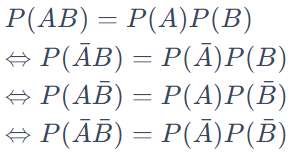 P(AB) = P(A)P(B)
⇔ P(ĀB) = P(Ā)P(B)
⇔ P(AB̄) = P(A)P(B̄)
⇔ P(ĀB̄) = P(Ā)P(B̄)